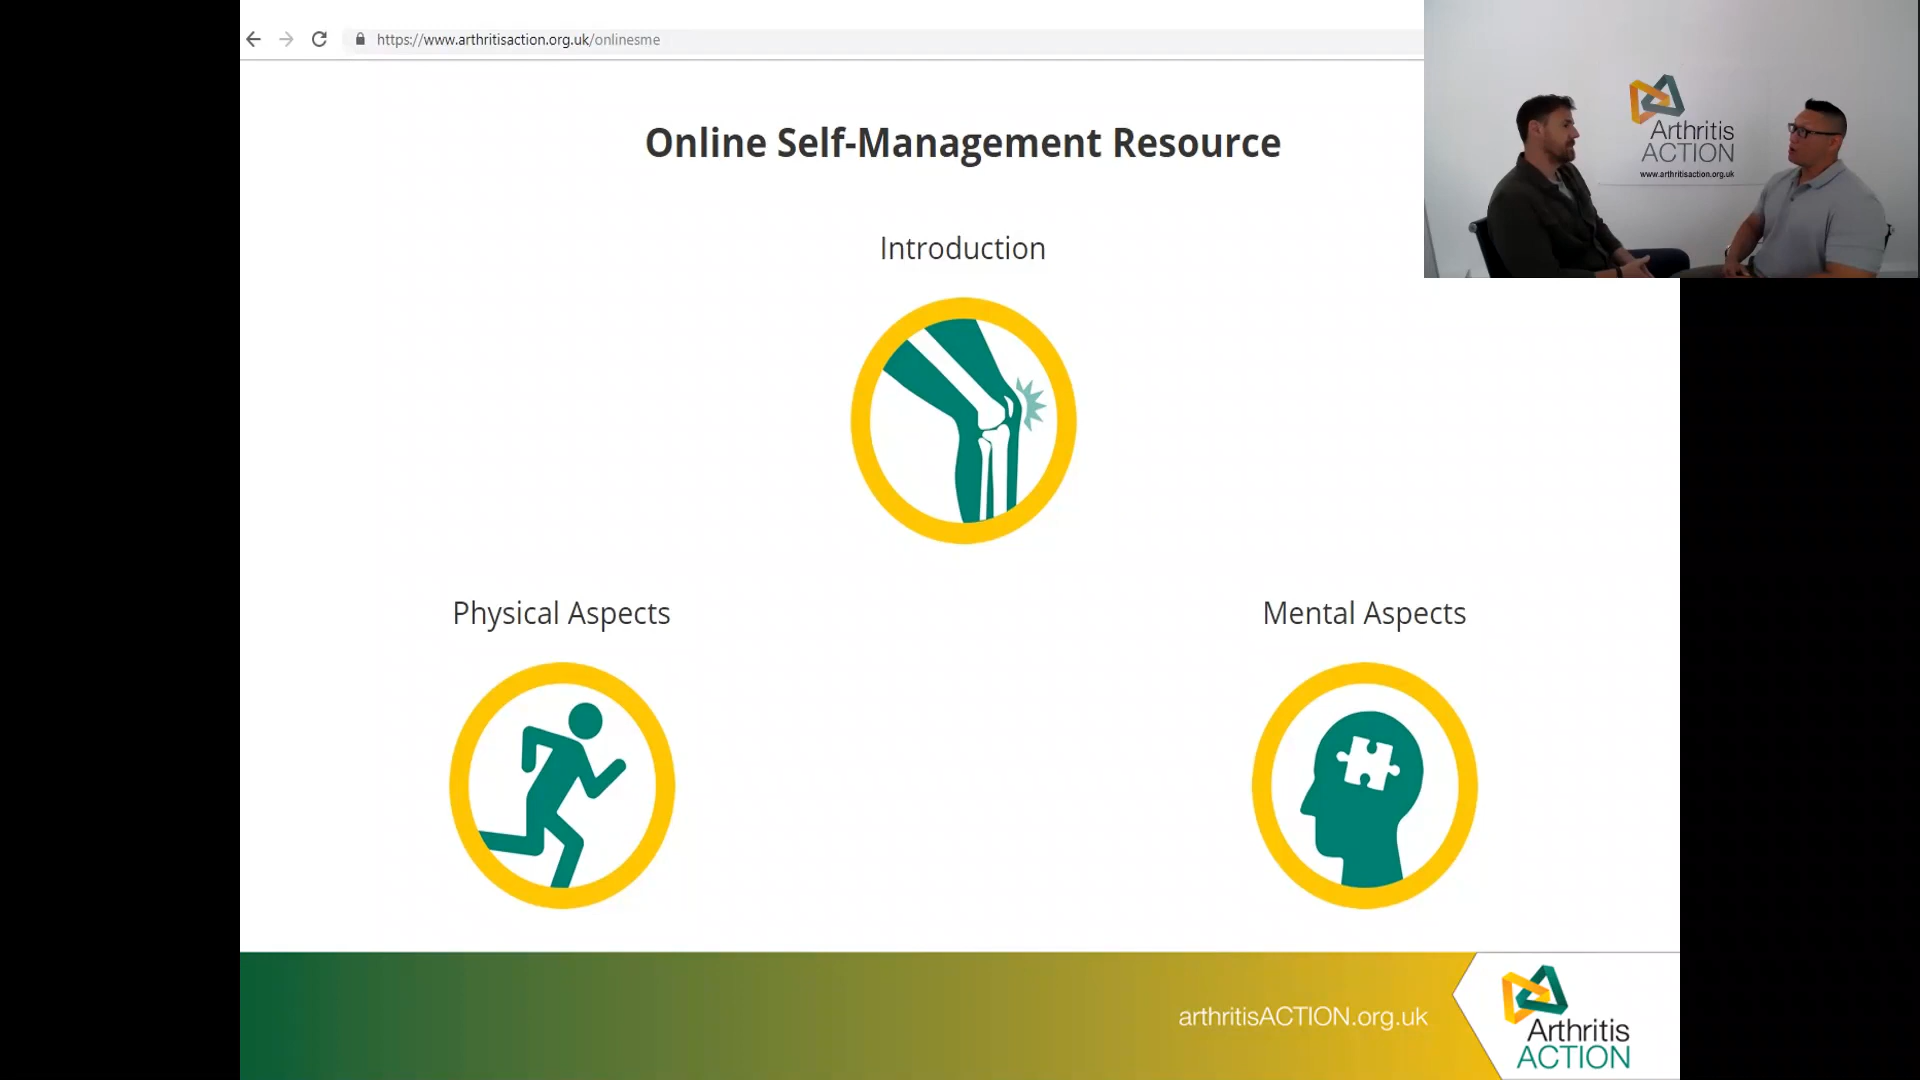 https://www.arthritisaction.org.uk/onlinesme
Online Self-Management Resource
Arthritis
ACTION
www.arthritisaction.org.uk
Introduction
Physical Aspects
Mental Aspects
arthritisACTION.org.uk
Arthritis
ACTION